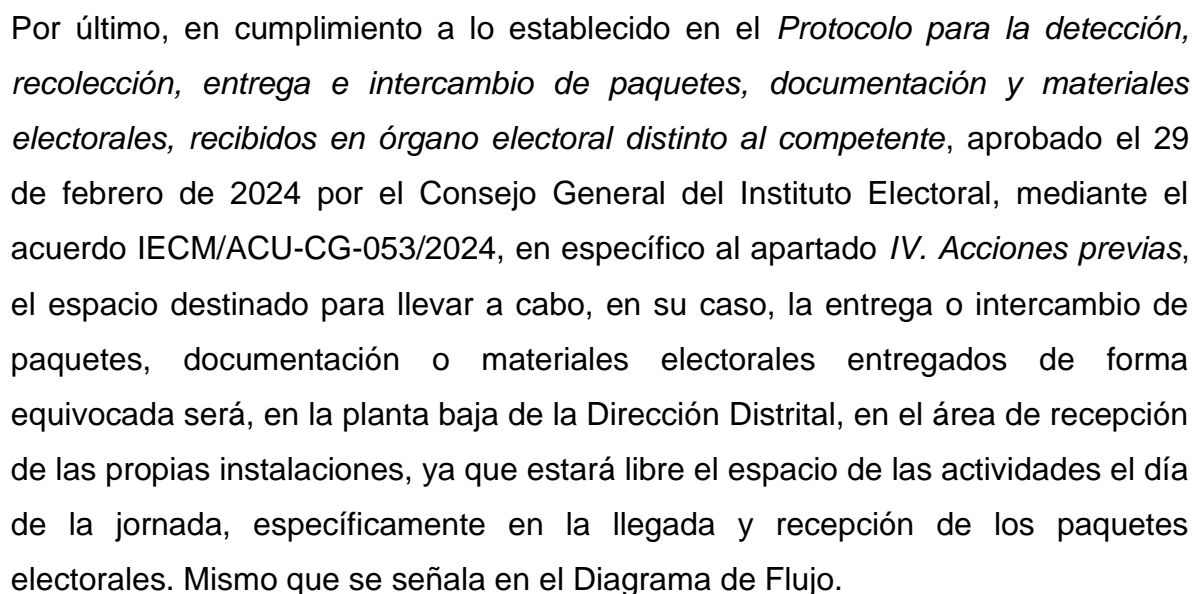 Por último, en cumplimiento a lo establecido en el Protocolo para la detección,
recolección, entrega e intercambio de paquetes, documentación y materiales
electorales, recibidos en órgano electoral distinto al competente, aprobado el 29
de febrero de 2024 por el Consejo General del Instituto Electoral, mediante el
acuerdo IECM/ACU-CG-053/2024, en específico al apartado IV. Acciones previas,
el espacio destinado para llevar a cabo, en su caso, la entrega o intercambio de
paquetes, documentación o materiales electorales entregados de forma
equivocada será, en la planta baja de la Dirección Distrital, en el área de recepción
de las propias instalaciones, ya que estará libre el espacio de las actividades el día
de la jornada, específicamente en la llegada y recepción de los paquetes
electorales. Mismo que se señala en el Diagrama de Flujo.